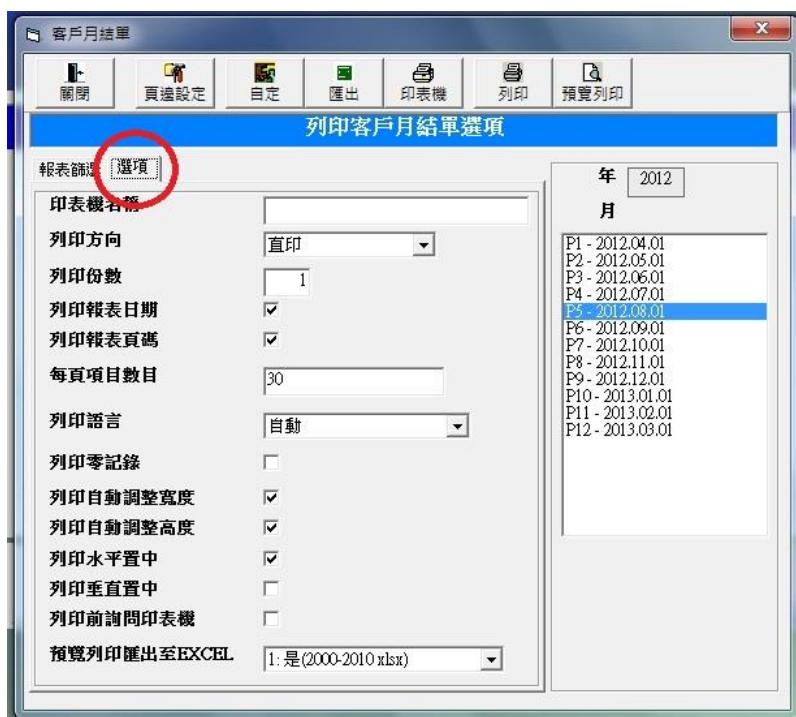 客戶月結單
關閉 頁邊設定 自定 匯出 印表機 列印 預覽列印
列印客戶月結單選項
報表篩選 選項
年 2012
月
印表機名稱
列印方向 直印
列印份數 1
列印報表日期
列印報表頁碼
每頁項目數目 30
列印語言 自動
列印零記錄
列印自動調整寬度
列印自動調整高度
列印水平置中
列印垂直置中
列印前詢問印表機
預覽列印匯出至EXCEL 1: 是(2000-2010 xlsx)
P1 - 2012.04.01
P2 - 2012.05.01
P3 - 2012.06.01
P4 - 2012.07.01
P5 - 2012.08.01
P6 - 2012.09.01
P7 - 2012.10.01
P8 - 2012.11.01
P9 - 2012.12.01
P10 - 2013.01.01
P11 - 2013.02.01
P12 - 2013.03.01